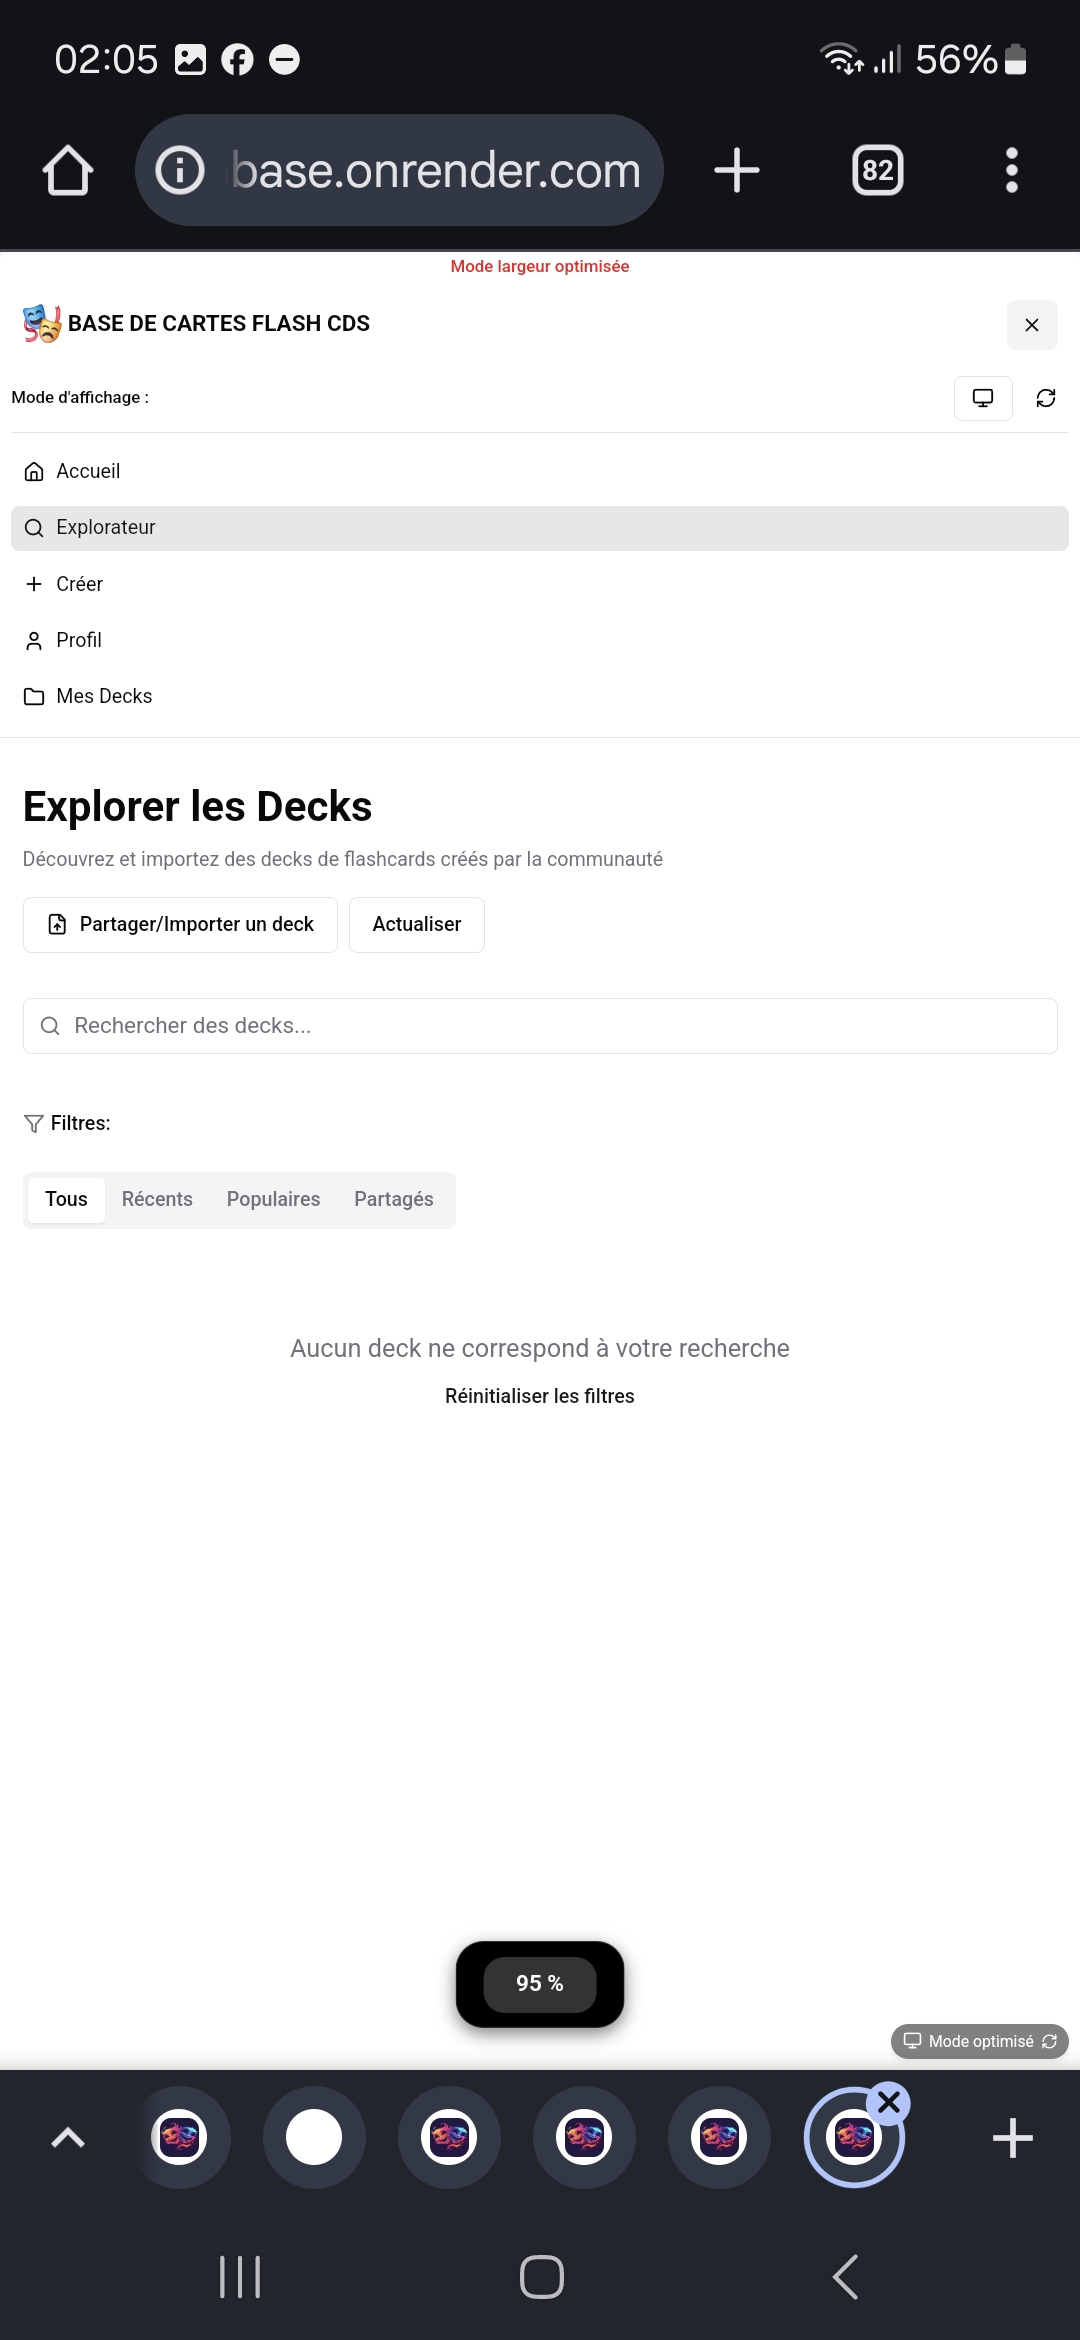 02:05
56%
base.onrender.com
82
Mode largeur optimisée
BASE DE CARTES FLASH CDS
Mode d'affichage :
Accueil
Explorateur
Créer
Profil
Mes Decks
Explorer les Decks
Découvrez et importez des decks de flashcards créés par la communauté
Partager/Importer un deck
Actualiser
Rechercher des decks...
Filtres:
Tous Récents Populaires Partagés
Aucun deck ne correspond à votre recherche
Réinitialiser les filtres
95 %
Mode optimisé